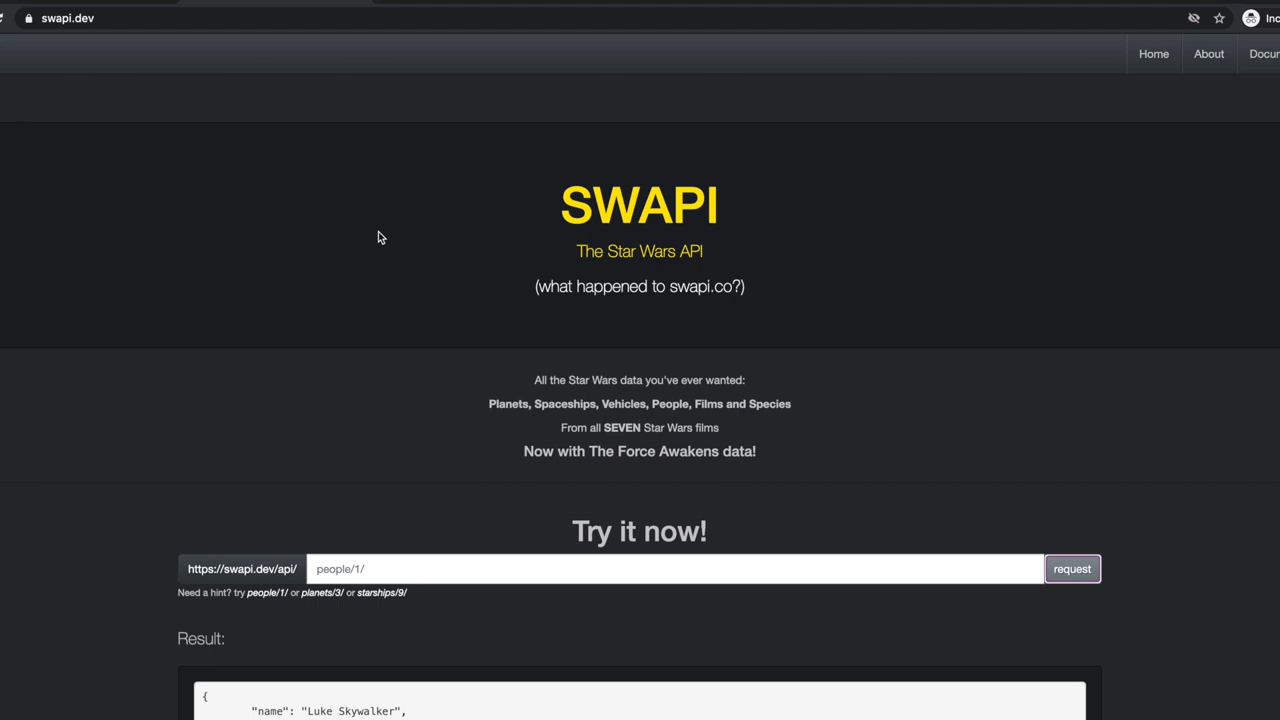 swapi.dev
Home About
SWAPI
The Star Wars API
(what happened to swapi.co?)
All the Star Wars data you've ever wanted:
Planets, Spaceships, Vehicles, People, Films and Species
From all SEVEN Star Wars films
Now with The Force Awakens data!
Try it now!
https://swapi.dev/api/ people/1/ request
Need a hint? try people/1/ or planets/3/ or starships/9/
Result:
{
"name": "Luke Skywalker",